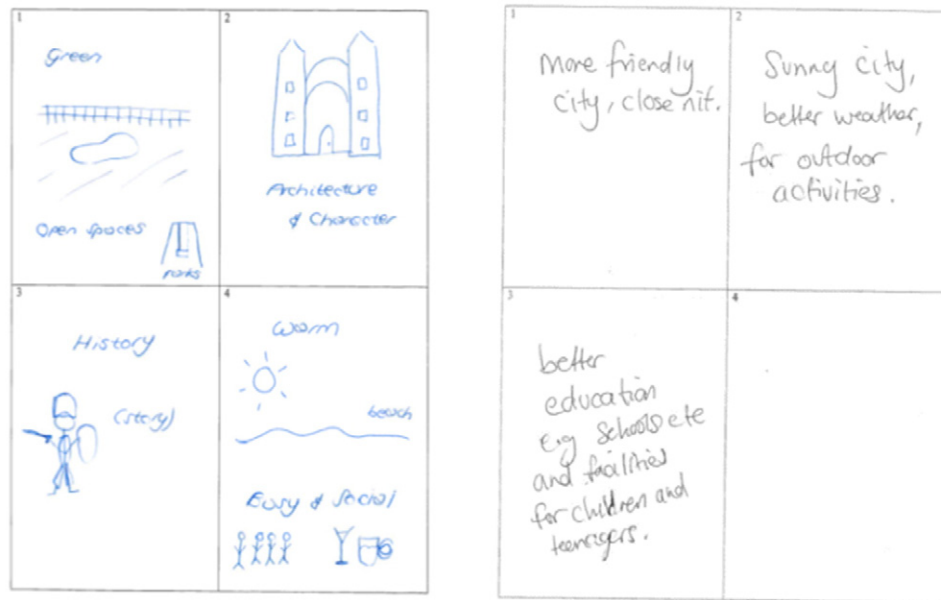 1
Green
Open spaces
parks
2
Architecture
& Character
3
History
(story)
4
Warm
beach
Easy & Social
1
More friendly
city, close nit.
2
Sunny city,
better weather,
for outdoor
activities.
3
better
education
e.g schools etc
and facilities
for children and
teenagers.
4